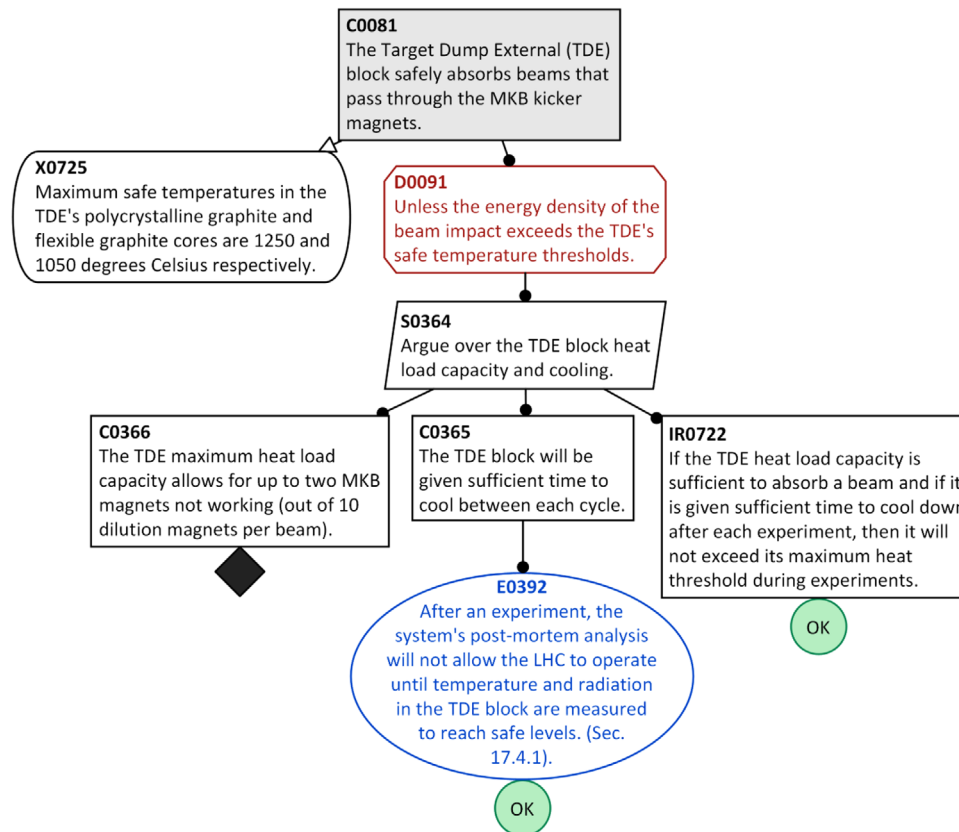 C0081
The Target Dump External (TDE)
block safely absorbs beams that
pass through the MKB kicker
magnets.
X0725
Maximum safe temperatures in the
TDE's polycrystalline graphite and
flexible graphite cores are 1250 and
1050 degrees Celsius respectively.
D0091
Unless the energy density of the
beam impact exceeds the TDE's
safe temperature thresholds.
S0364
Argue over the TDE block heat
load capacity and cooling.
C0366
The TDE maximum heat load
capacity allows for up to two MKB
magnets not working (out of 10
dilution magnets per beam).
C0365
The TDE block will be
given sufficient time to
cool between each cycle.
IR0722
If the TDE heat load capacity is
sufficient to absorb a beam and if it
is given sufficient time to cool down
after each experiment, then it will
not exceed its maximum heat
threshold during experiments.
OK
E0392
After an experiment, the
system's post-mortem analysis
will not allow the LHC to operate
until temperature and radiation
in the TDE block are measured
to reach safe levels. (Sec.
17.4.1).
OK